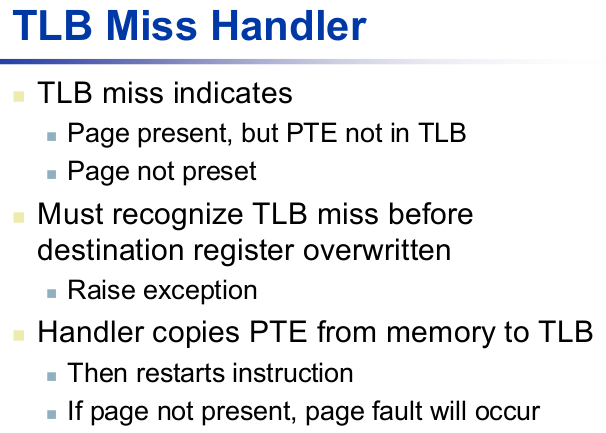 TLB Miss Handler
TLB miss indicates
Page present, but PTE not in TLB
Page not preset
Must recognize TLB miss before
destination register overwritten
Raise exception
Handler copies PTE from memory to TLB
Then restarts instruction
If page not present, page fault will occur